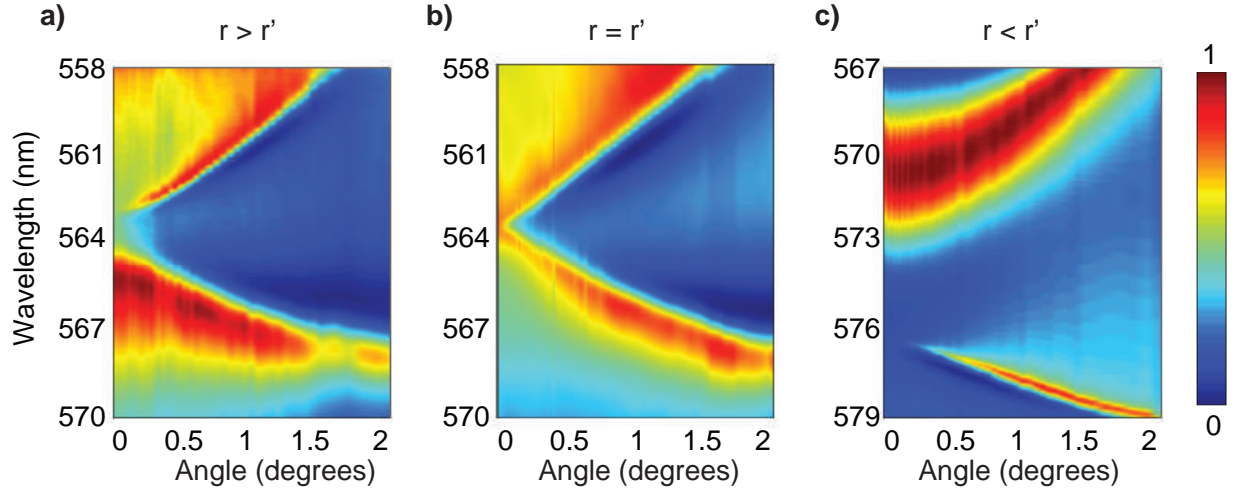 a)
r > r’
b)
r = r’
c)
r < r’
Wavelength (nm)
558
561
564
567
570
0 0.5 1 1.5 2
Angle (degrees)
558
561
564
567
570
0 0.5 1 1.5 2
Angle (degrees)
567
570
573
576
579
0 0.5 1 1.5 2
Angle (degrees)
1
0